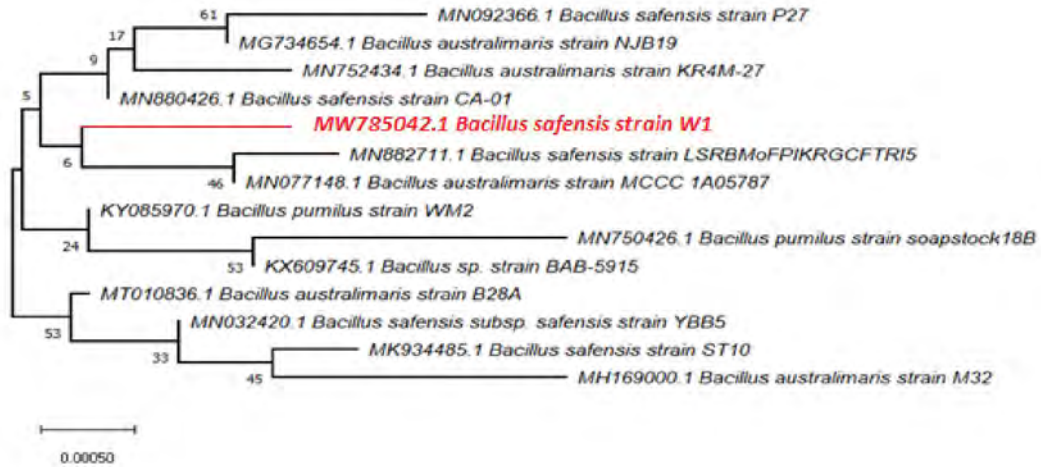 61
MN092366.1 Bacillus safensis strain P27
17
MG734654.1 Bacillus australimaris strain NJB19
9
MN752434.1 Bacillus australimaris strain KR4M-27
5
MN880426.1 Bacillus safensis strain CA-01
MW785042.1 Bacillus safensis strain W1
6
MN882711.1 Bacillus safensis strain LSRBMoFPIKRGCFTRI5
46
MN077148.1 Bacillus australimaris strain MCCC 1A05787
KY085970.1 Bacillus pumilus strain WM2
24
MN750426.1 Bacillus pumilus strain soapstock18B
53
KX609745.1 Bacillus sp. strain BAB-5915
MT010836.1 Bacillus australimaris strain B28A
53
MN032420.1 Bacillus safensis subsp. safensis strain YBB5
33
MK934485.1 Bacillus safensis strain ST10
45
MH169000.1 Bacillus australimaris strain M32
0.00050